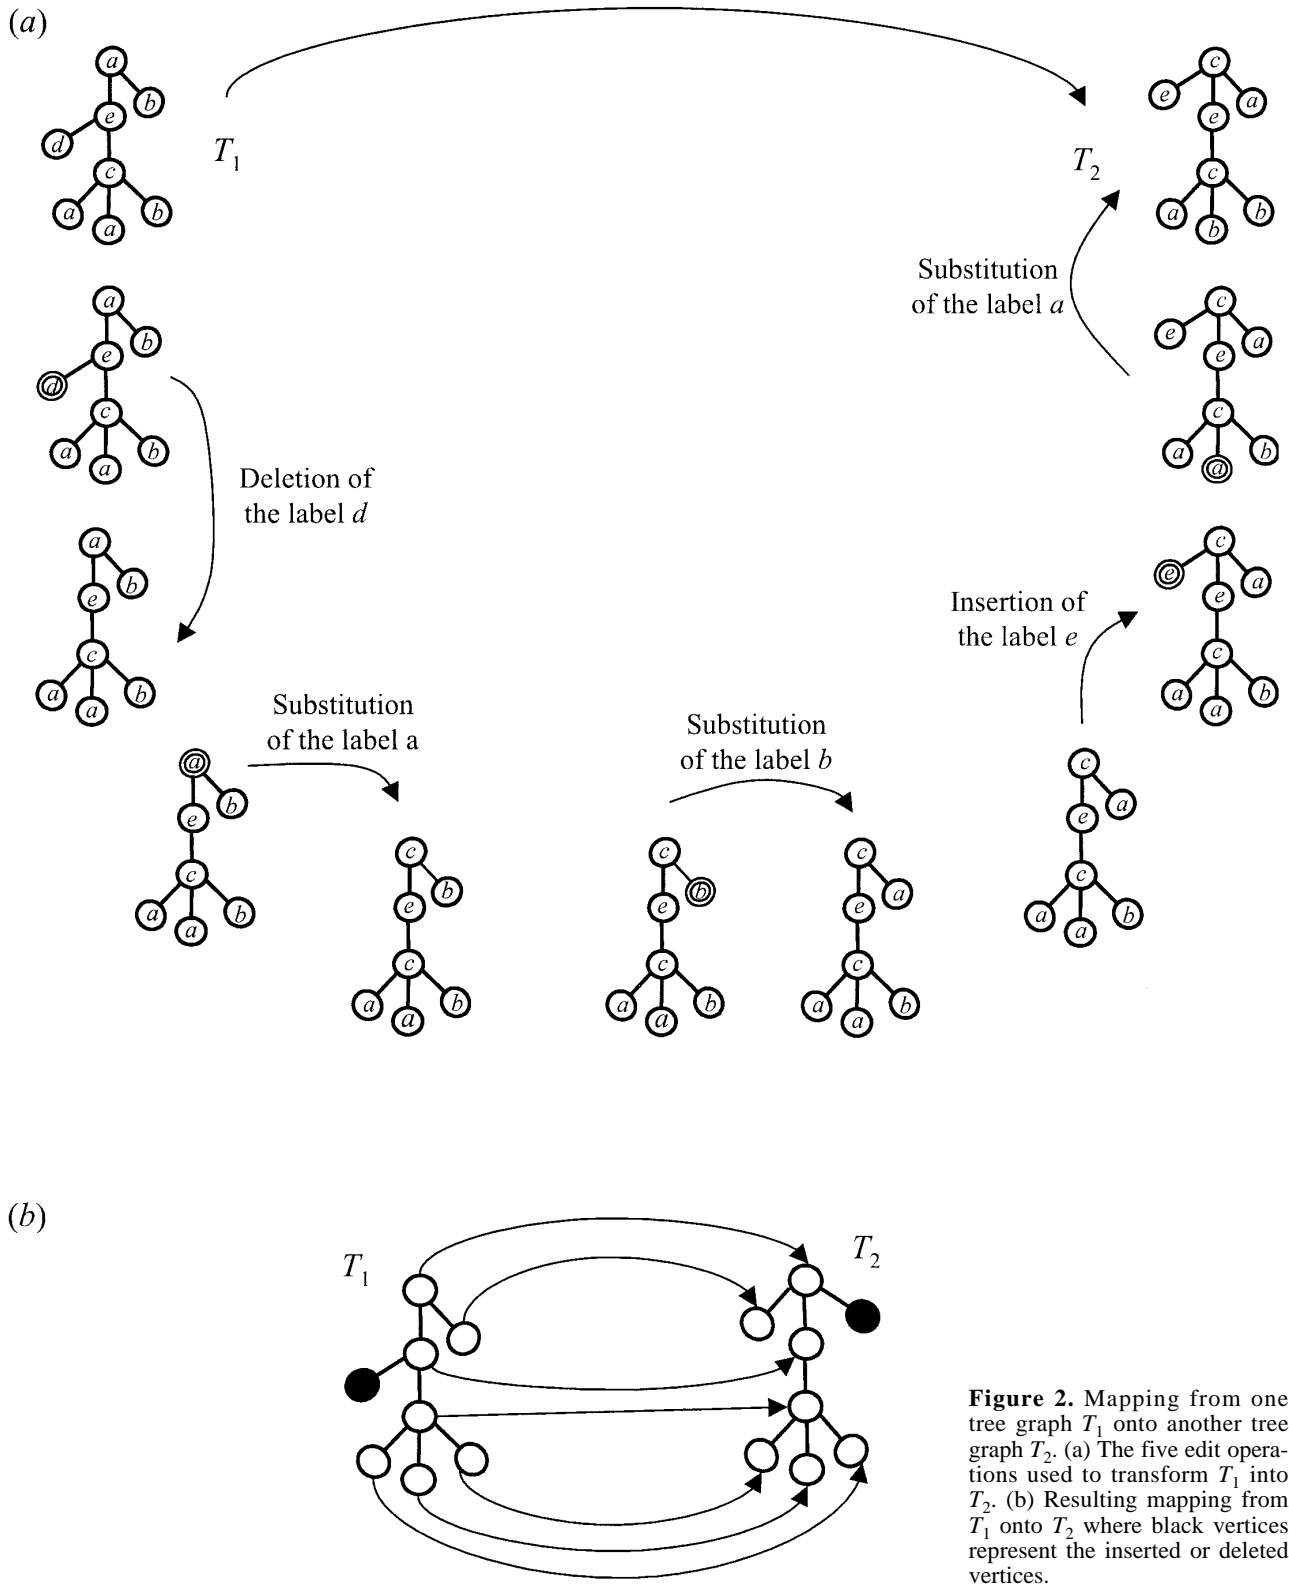 (a)
a
b
e
d
c
a
a
b
T1
T2
c
e
a
e
c
a
b
b
a
b
e
d
c
a
a
b
Deletion of
the label d
Substitution
of the label a
c
e
a
e
c
a
a
b
a
b
e
c
a
a
b
Insertion of
the label e
c
e
a
e
c
a
a
b
Substitution
of the label a
a
b
e
c
a
a
b
c
b
e
c
a
a
b
Substitution
of the label b
c
b
e
c
a
a
b
c
a
e
c
a
a
b
c
a
e
c
a
a
b
(b)
T1
T2
Figure 2. Mapping from one
tree graph T1 onto another tree
graph T2. (a) The five edit opera-
tions used to transform T1 into
T2. (b) Resulting mapping from
T1 onto T2 where black vertices
represent the inserted or deleted
vertices.